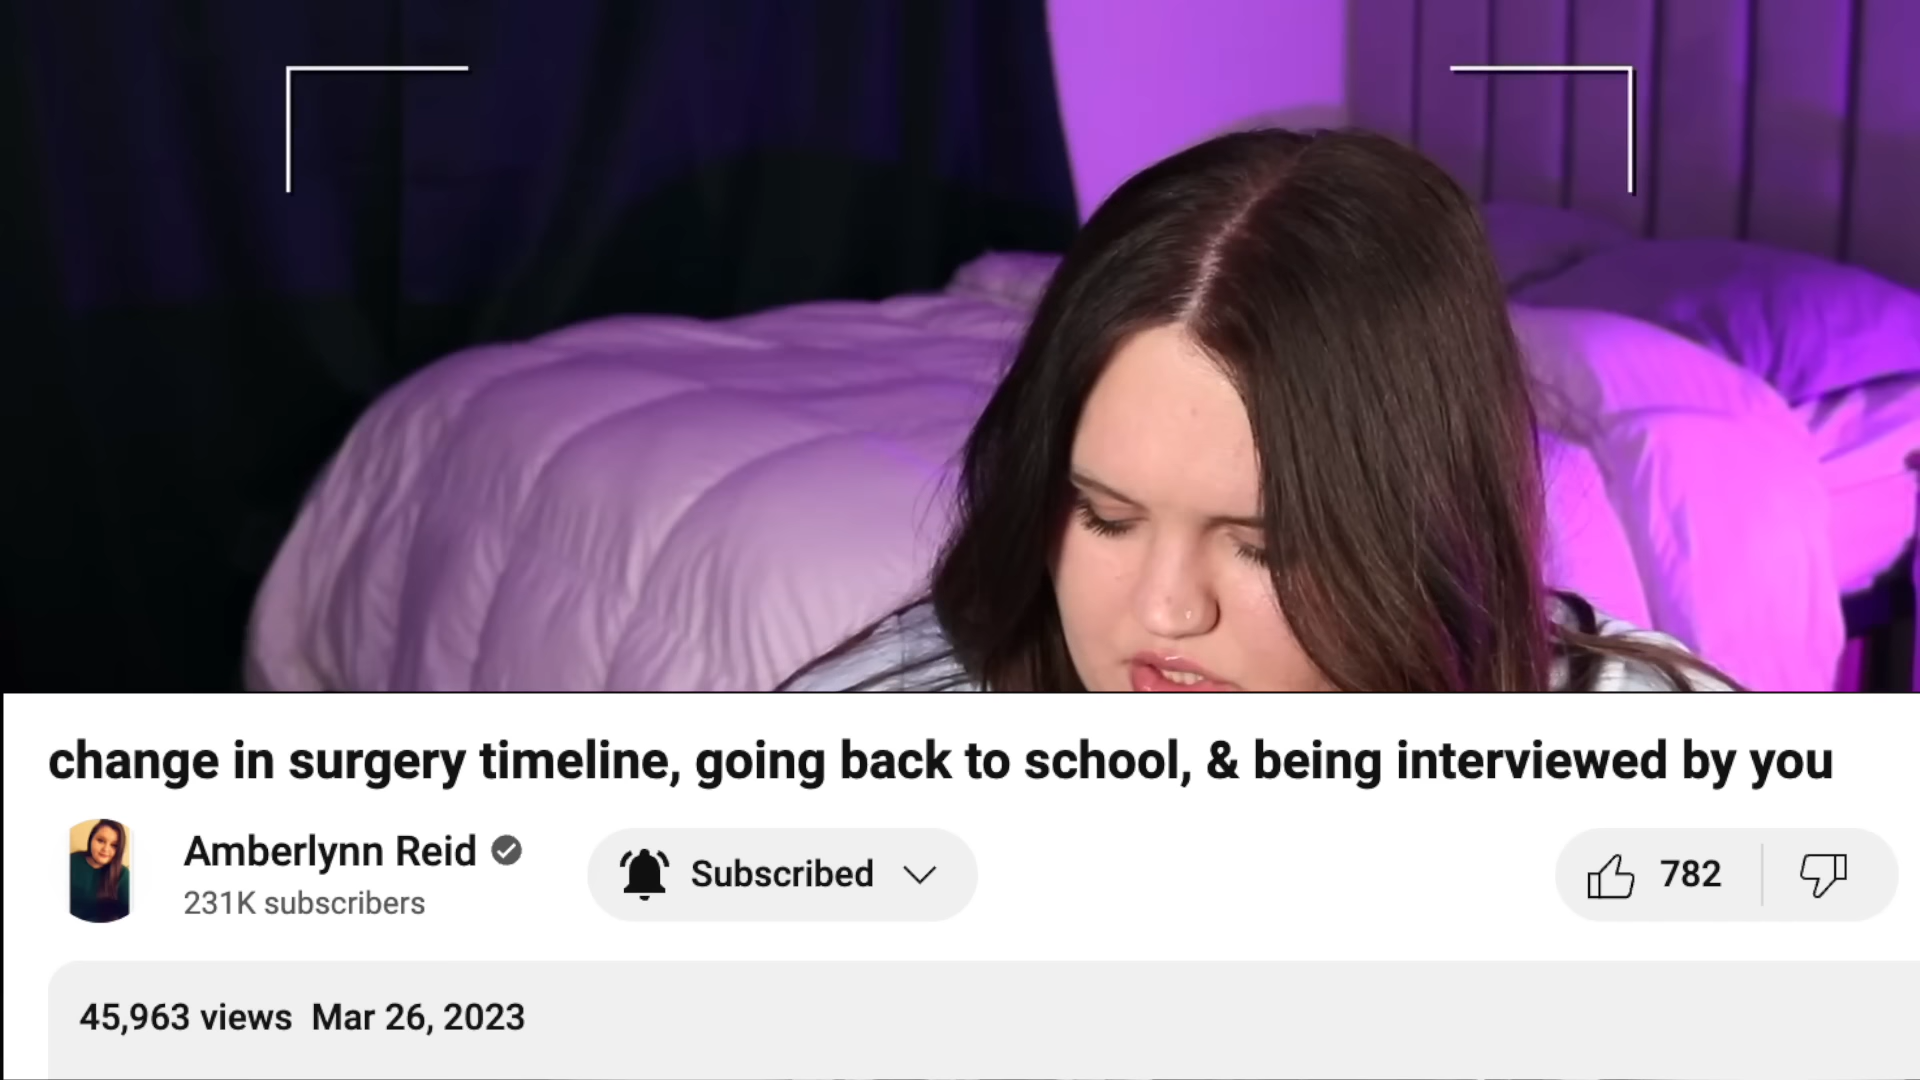 change in surgery timeline, going back to school, & being interviewed by you
Amberlynn Reid
231K subscribers
Subscribed
782
45,963 views Mar 26, 2023